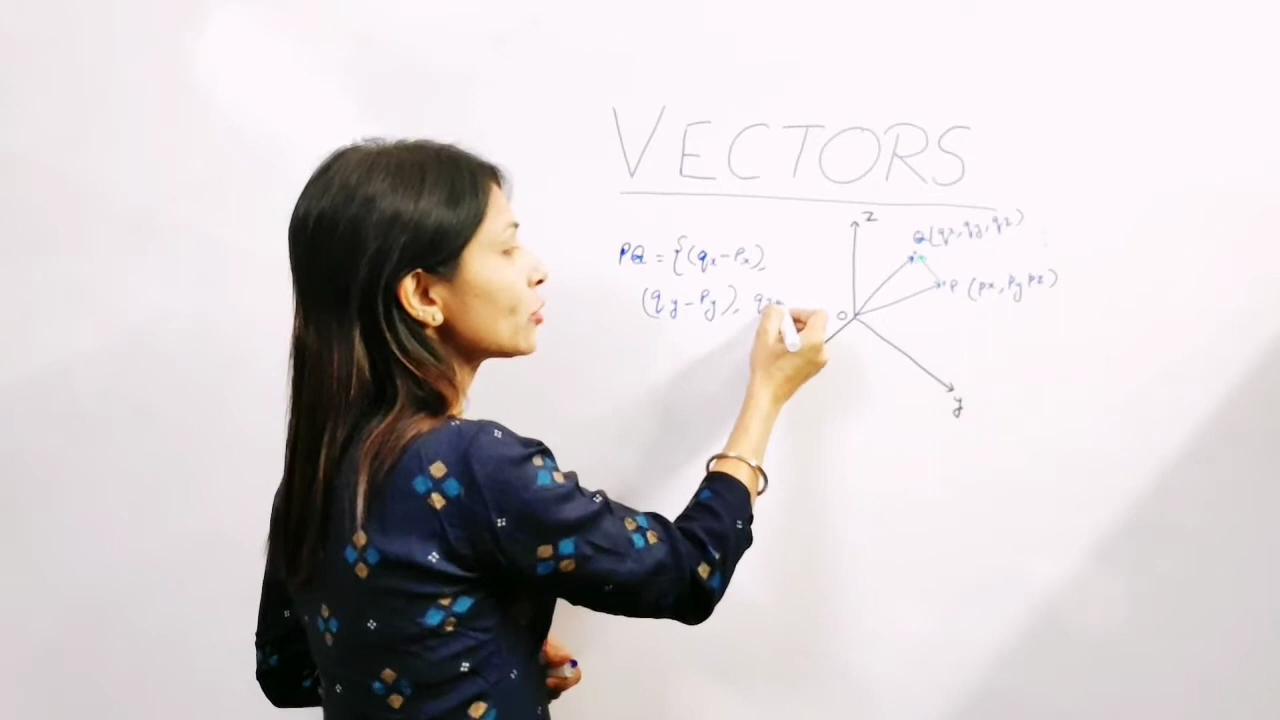 VECTORS
z
Q(qx, qy, qz)
PQ = {(qx-Px),
P (px, Py Pz)
(qy-Py), qz
O
y